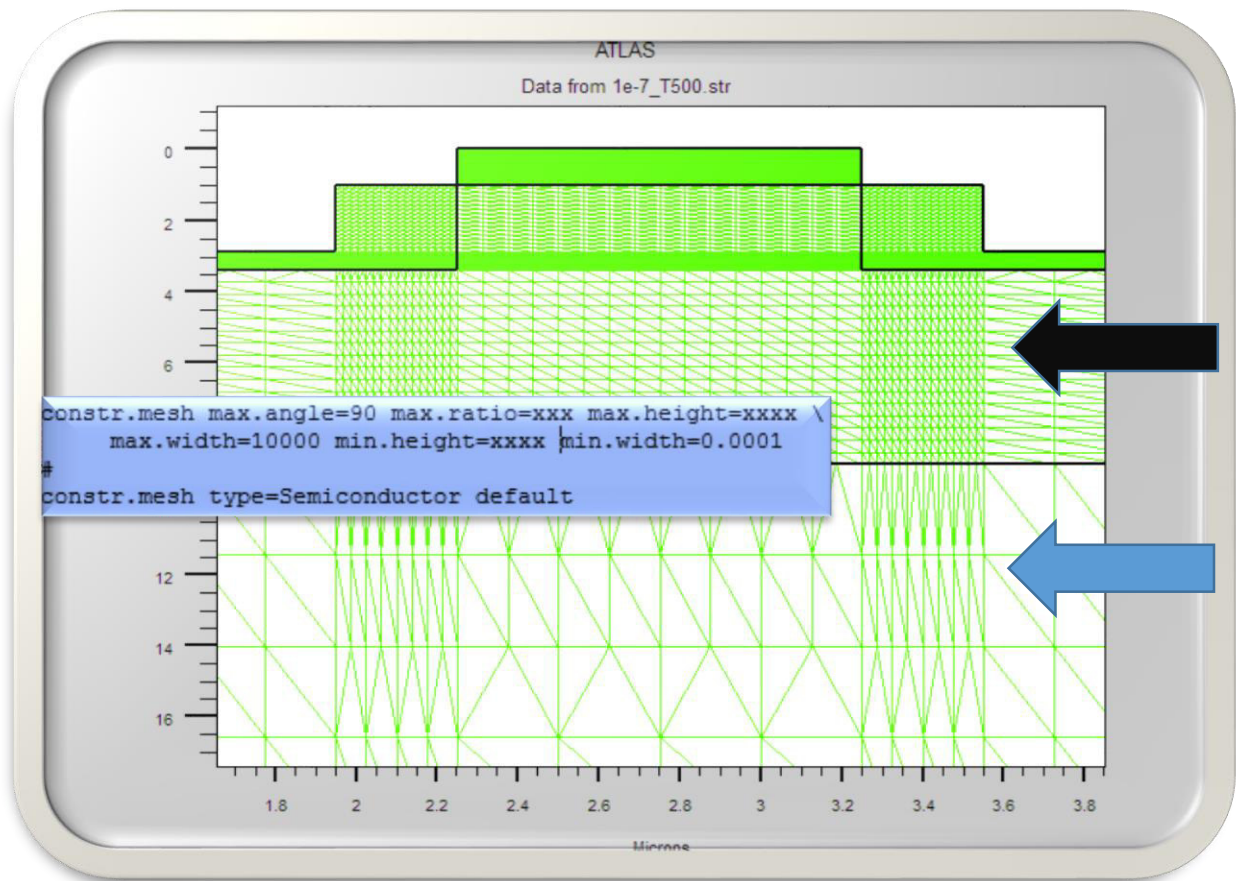 ATLAS
Data from 1e-7_T500.str
0
2
4
6
constr.mesh max.angle=90 max.ratio=xxx max.height=xxxx \
max.width=10000 min.height=xxxx min.width=0.0001
#
constr.mesh type=Semiconductor default
12
14
16
1.8 2 2.2 2.4 2.6 2.8 3 3.2 3.4 3.6 3.8
Microns